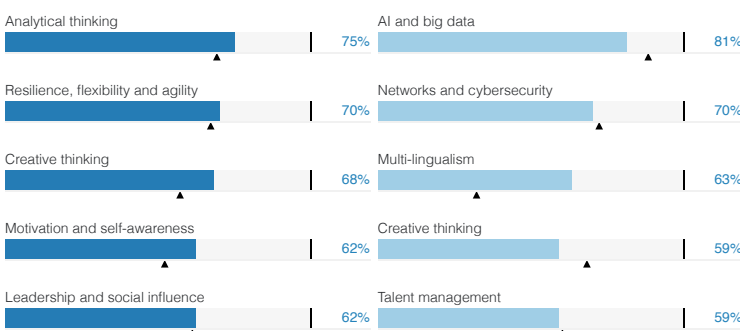 Analytical thinking
75%
Resilience, flexibility and agility
70%
Creative thinking
68%
Motivation and self-awareness
62%
Leadership and social influence
62%
AI and big data
81%
Networks and cybersecurity
70%
Multi-lingualism
63%
Creative thinking
59%
Talent management
59%